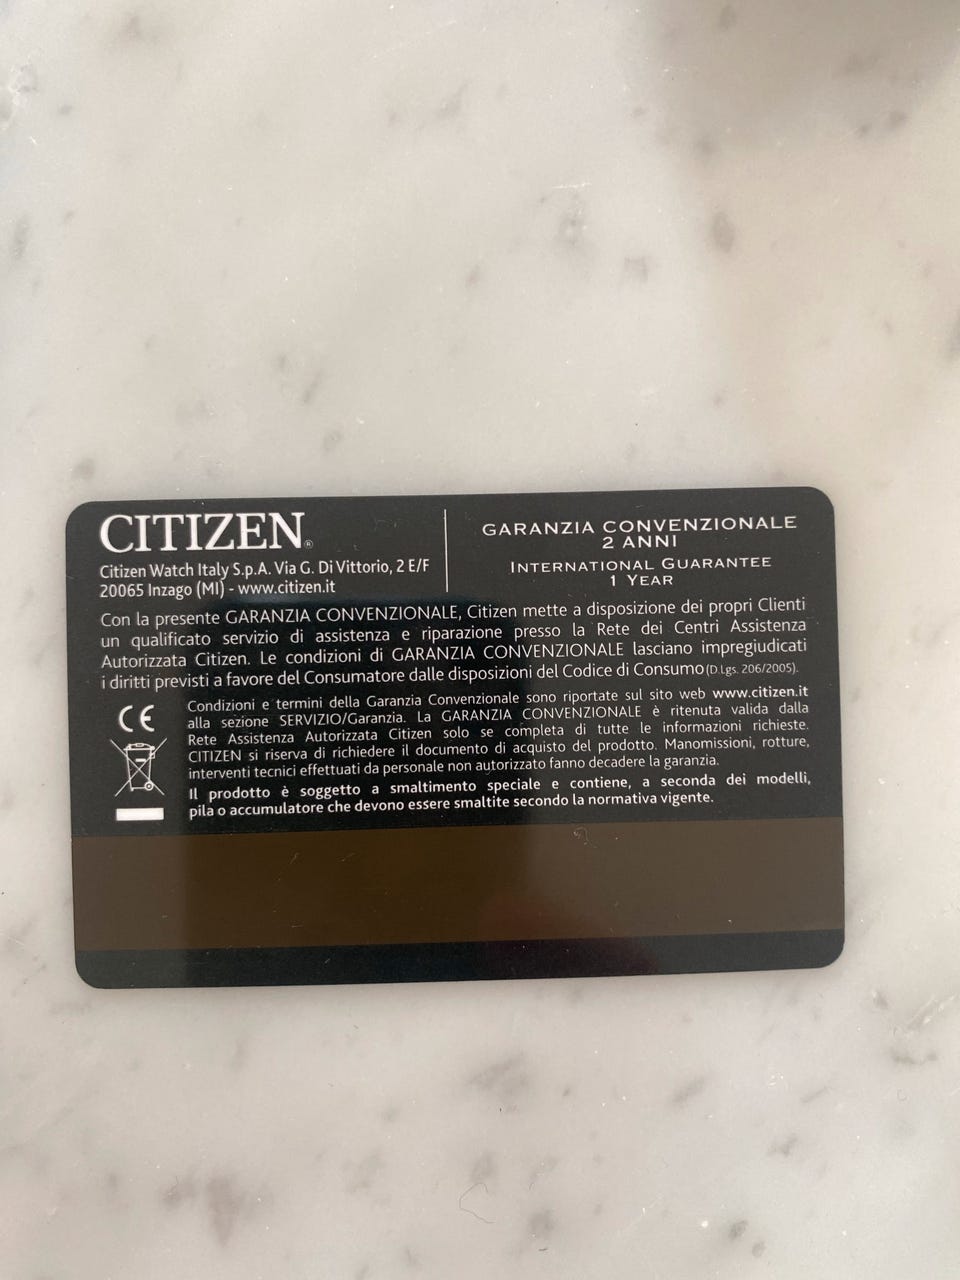 CITIZEN®
Citizen Watch Italy S.p.A. Via G. Di Vittorio, 2 E/F
20065 Inzago (MI) - www.citizen.it
GARANZIA CONVENZIONALE
2 ANNI
INTERNATIONAL GUARANTEE
1 YEAR
Con la presente GARANZIA CONVENZIONALE, Citizen mette a disposizione dei propri Clienti
un qualificato servizio di assistenza e riparazione presso la Rete dei Centri Assistenza
Autorizzata Citizen. Le condizioni di GARANZIA CONVENZIONALE lasciano impregiudicati
i diritti previsti a favore del Consumatore dalle disposizioni del Codice di Consumo (D.Lgs. 206/2005).
CE
Condizioni e termini della Garanzia Convenzionale sono riportate sul sito web www.citizen.it
alla sezione SERVIZIO/Garanzia. La GARANZIA CONVENZIONALE è ritenuta valida dalla
Rete Assistenza Autorizzata Citizen solo se completa di tutte le informazioni richieste.
CITIZEN si riserva di richiedere il documento di acquisto del prodotto. Manomissioni, rotture,
interventi tecnici effettuati da personale non autorizzato fanno decadere la garanzia.
Il prodotto è soggetto a smaltimento speciale e contiene, a seconda dei modelli,
pila o accumulatore che devono essere smaltite secondo la normativa vigente.